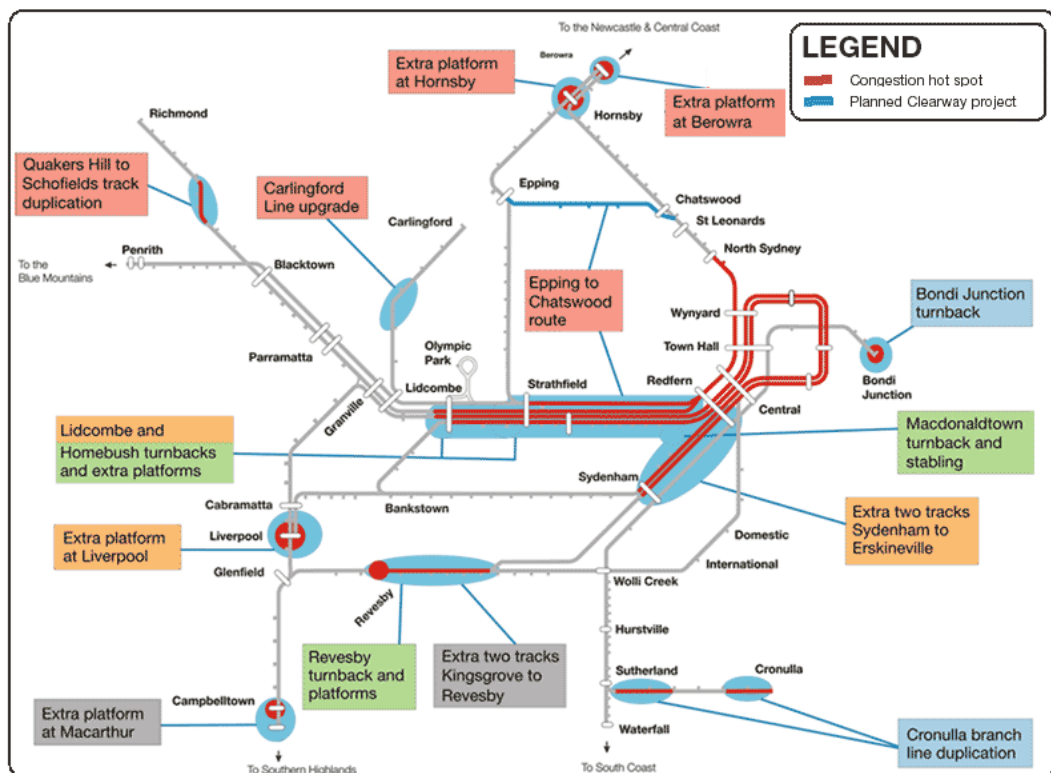 To the Newcastle & Central Coast
LEGEND
Congestion hot spot
Planned Clearway project
Berowra
Extra platform
at Hornsby
Extra platform
at Berowra
Hornsby
Richmond
Quakers Hill to
Schofields track
duplication
Carlingford
Line upgrade
Carlingford
Epping
Chatswood
St Leonards
North Sydney
Penrith
To the
Blue Mountains
Blacktown
Epping to
Chatswood
route
Bondi Junction
turnback
Wynyard
Town Hall
Parramatta
Olympic
Park
Lidcombe
Strathfield
Redfern
Central
Bondi
Junction
Granville
Lidcombe and
Homebush turnbacks
and extra platforms
Macdonaldtown
turnback and
stabling
Sydenham
Cabramatta
Bankstown
Extra platform
at Liverpool
Liverpool
Extra two tracks
Sydenham to
Erskineville
Domestic
International
Glenfield
Wolli Creek
Revesby
Hurstville
Revesby
turnback and
platforms
Extra two tracks
Kingsgrove to
Revesby
Sutherland
Cronulla
Campbelltown
Extra platform
at Macarthur
Waterfall
Cronulla branch
line duplication
To Southern Highlands
To South Coast